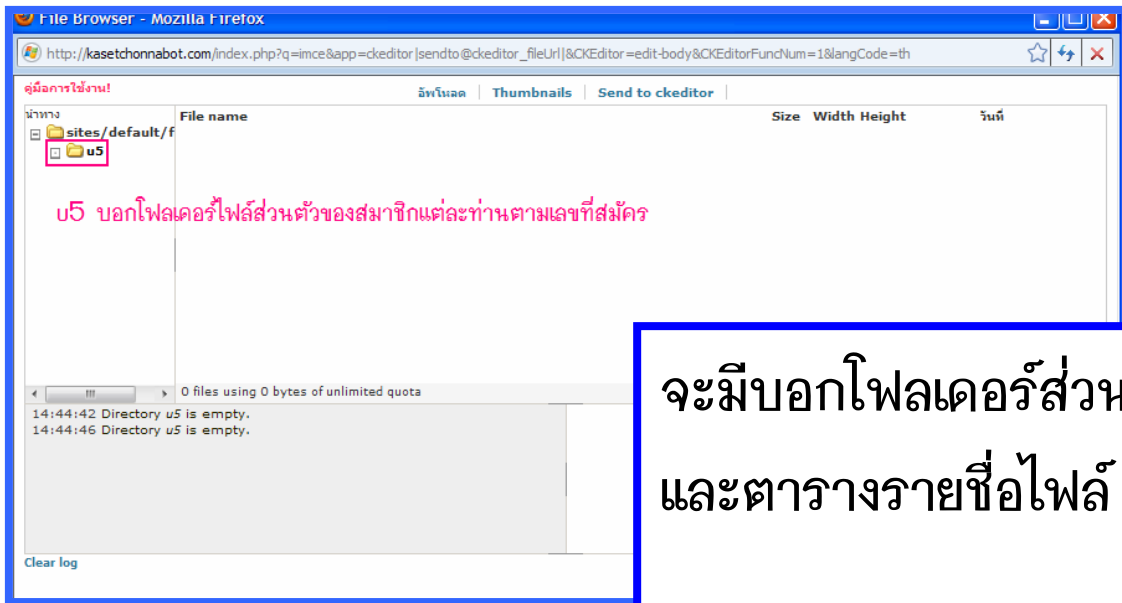 File Browser - Mozilla Firefox
http://kasetchonnabot.com/index.php?q=imce&app=ckeditor|sendto@ckeditor_fileUrl|&CKEditor=edit-body&CKEditorFuncNum=1&langCode=th
คู่มือการใช้งาน!
อัพโหลด Thumbnails Send to ckeditor
นำทาง File name Size Width Height วันที่
sites/default/f
u5
u5 บอกโฟลเดอร์ไฟล์ส่วนตัวของสมาชิกแต่ละท่านตามเลขที่สมัคร
0 files using 0 bytes of unlimited quota
14:44:42 Directory u5 is empty.
14:44:46 Directory u5 is empty.
Clear log
จะมีบอกโฟลเดอร์ส่วน
และตารางรายชื่อไฟล์